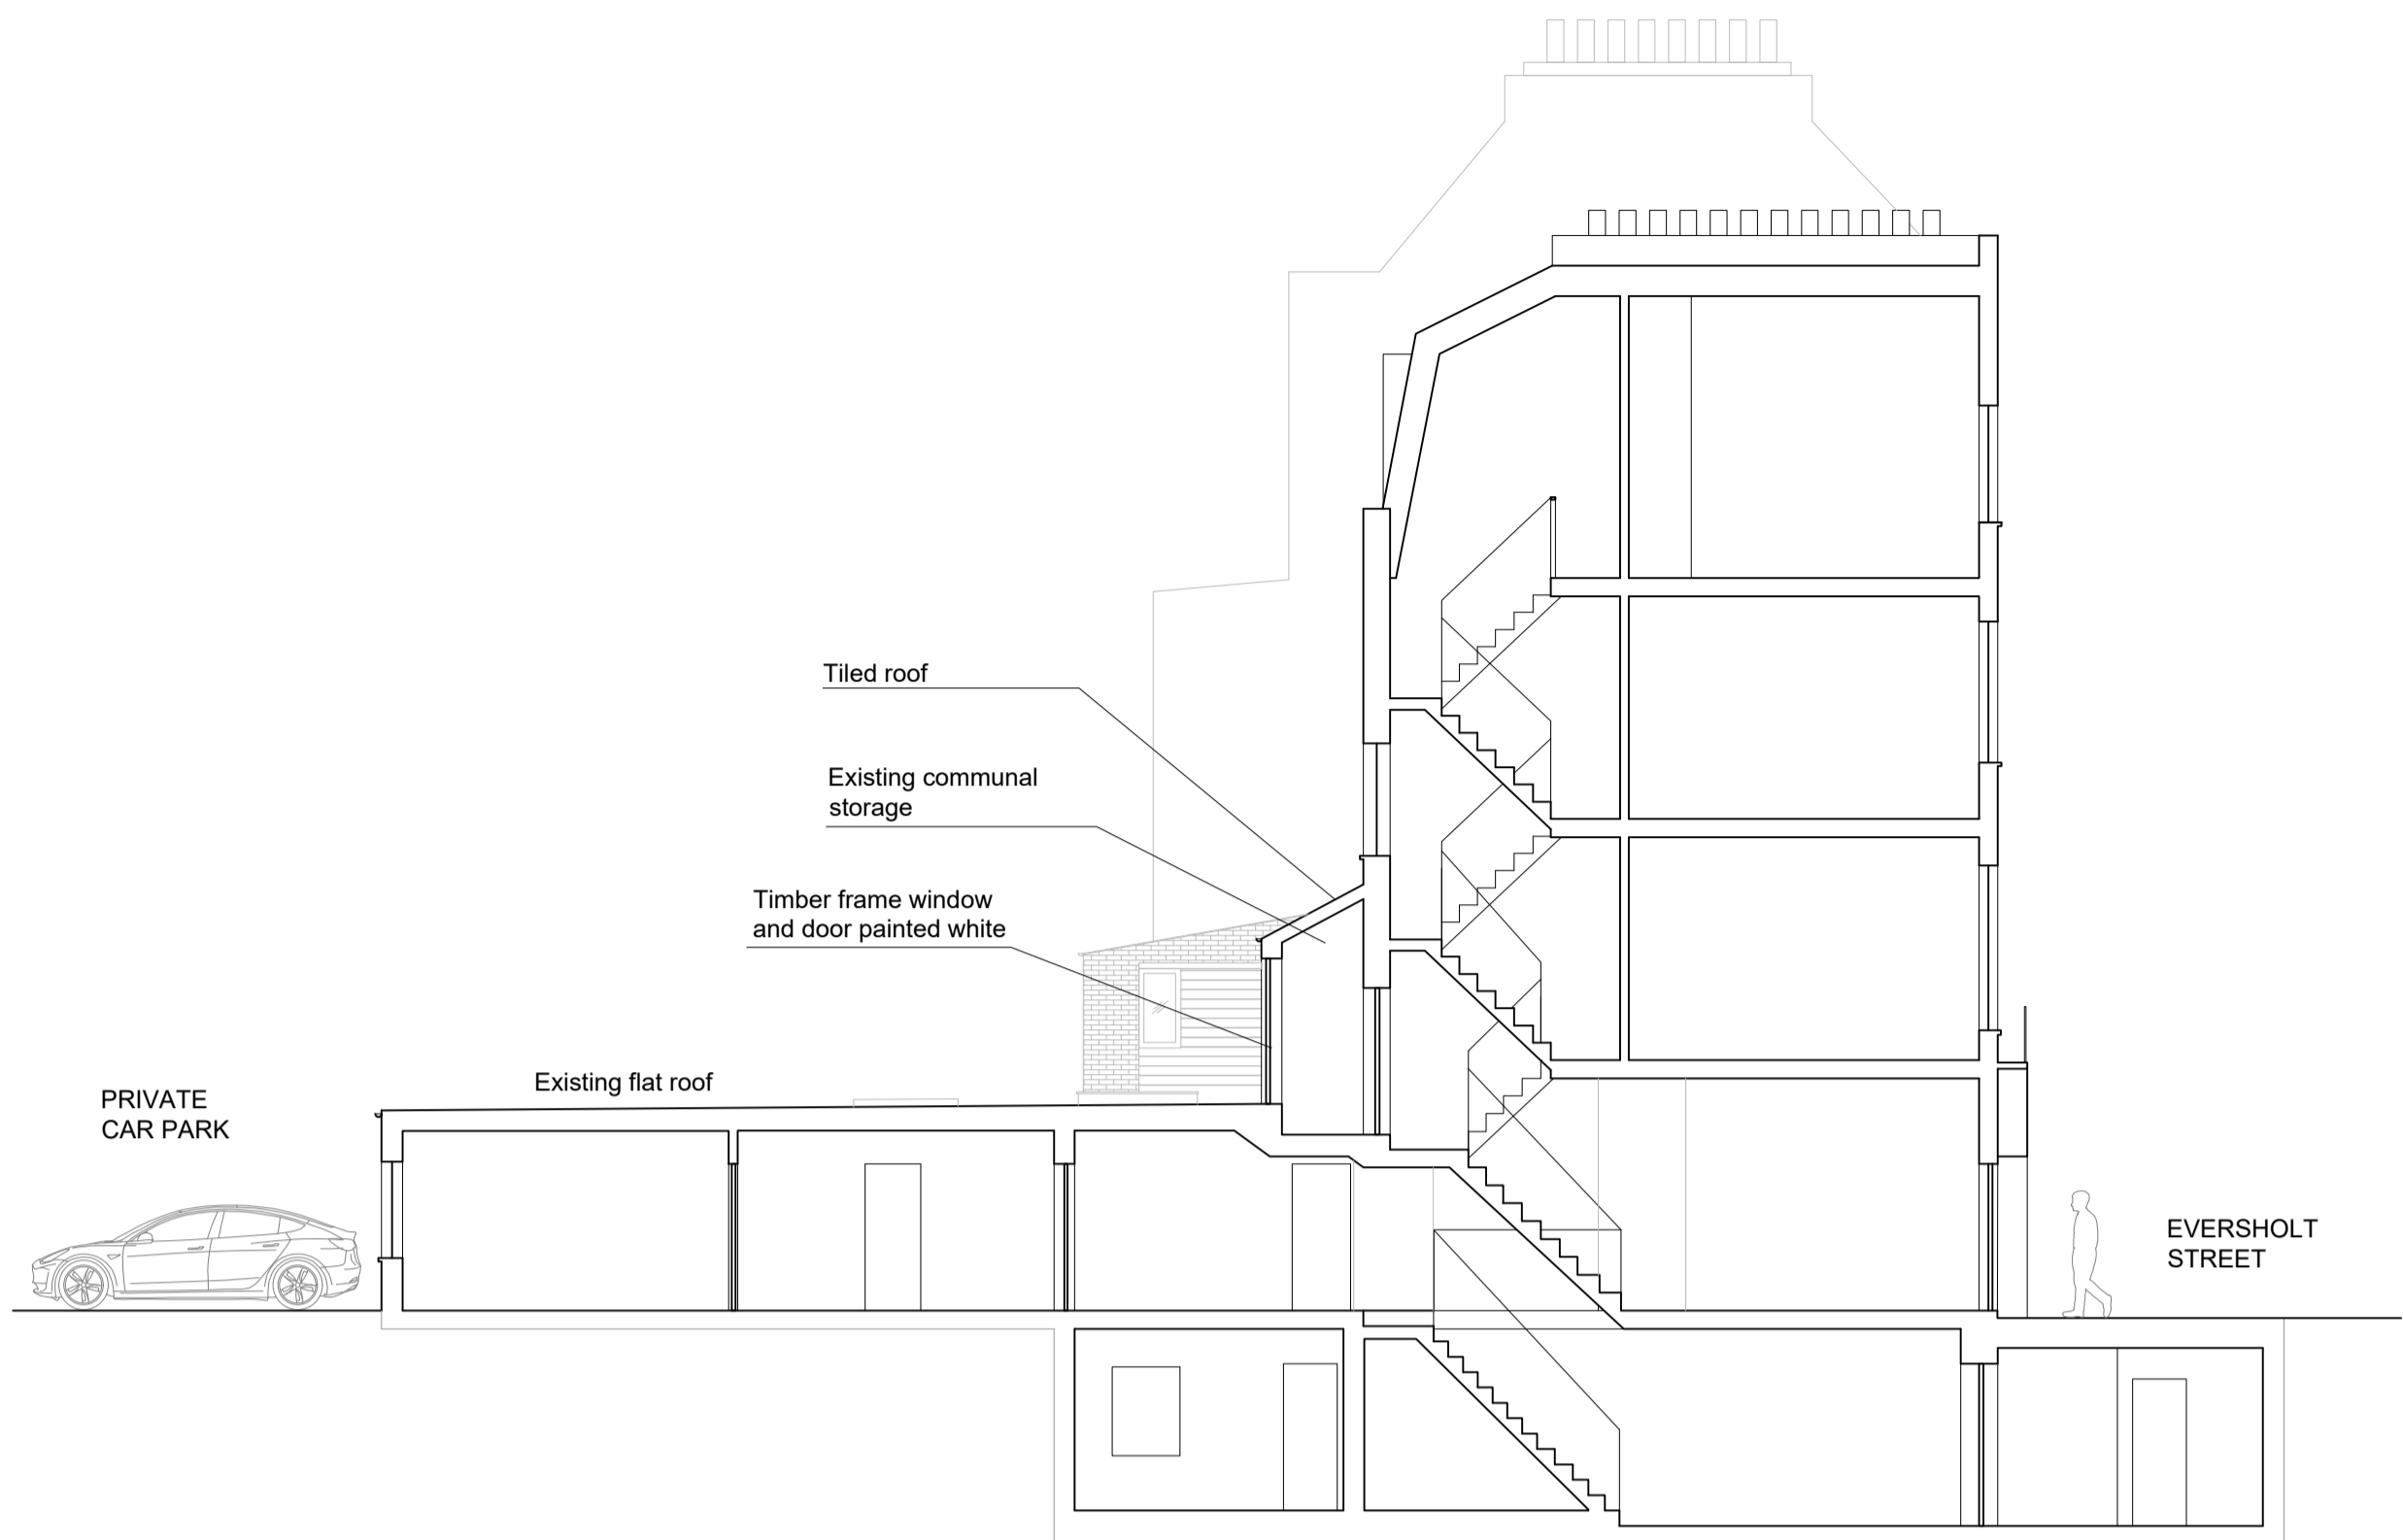 Tiled roof
Existing communal
storage
Timber frame window
and door painted white
Existing flat roof
PRIVATE
CAR PARK
EVERSHOLT
STREET